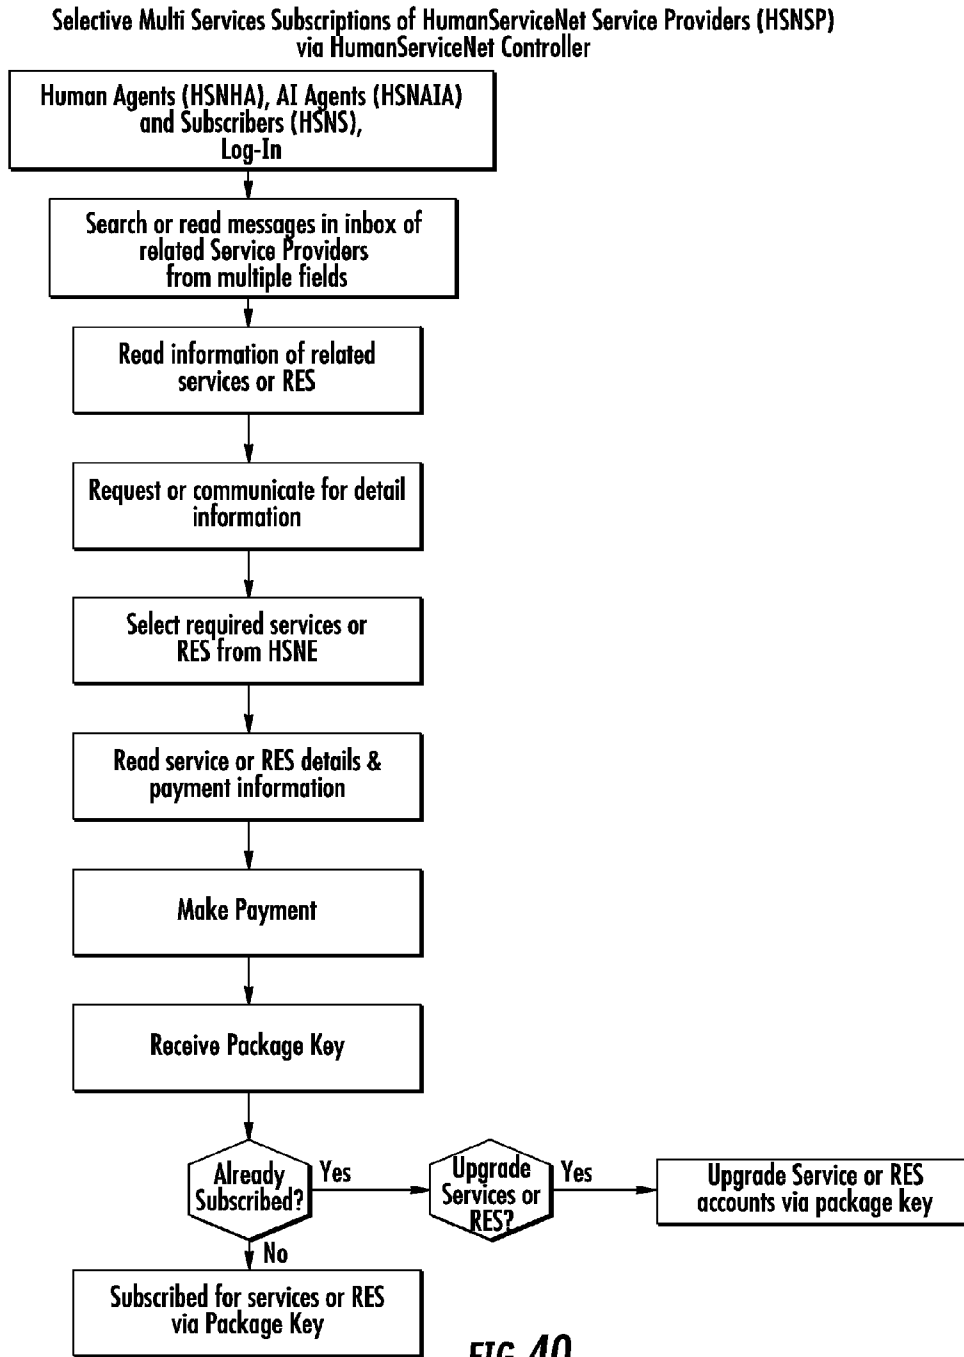 Selective Multi Services Subscriptions of HumanServiceNet Service Providers (HSNSP)
via HumanServiceNet Controller
Human Agents (HSNHA), AI Agents (HSNAIA)
and Subscribers (HSNS),
Log-In
Search or read messages in inbox of
related Service Providers
from multiple fields
Read information of related
services or RES
Request or communicate for detail
information
Select required services or
RES from HSNE
Read service or RES details &
payment information
Make Payment
Receive Package Key
Already
Subscribed?
Yes
Upgrade
Services or
RES?
Yes
Upgrade Service or RES
accounts via package key
No
Subscribed for services or RES
via Package Key
FIG. 40